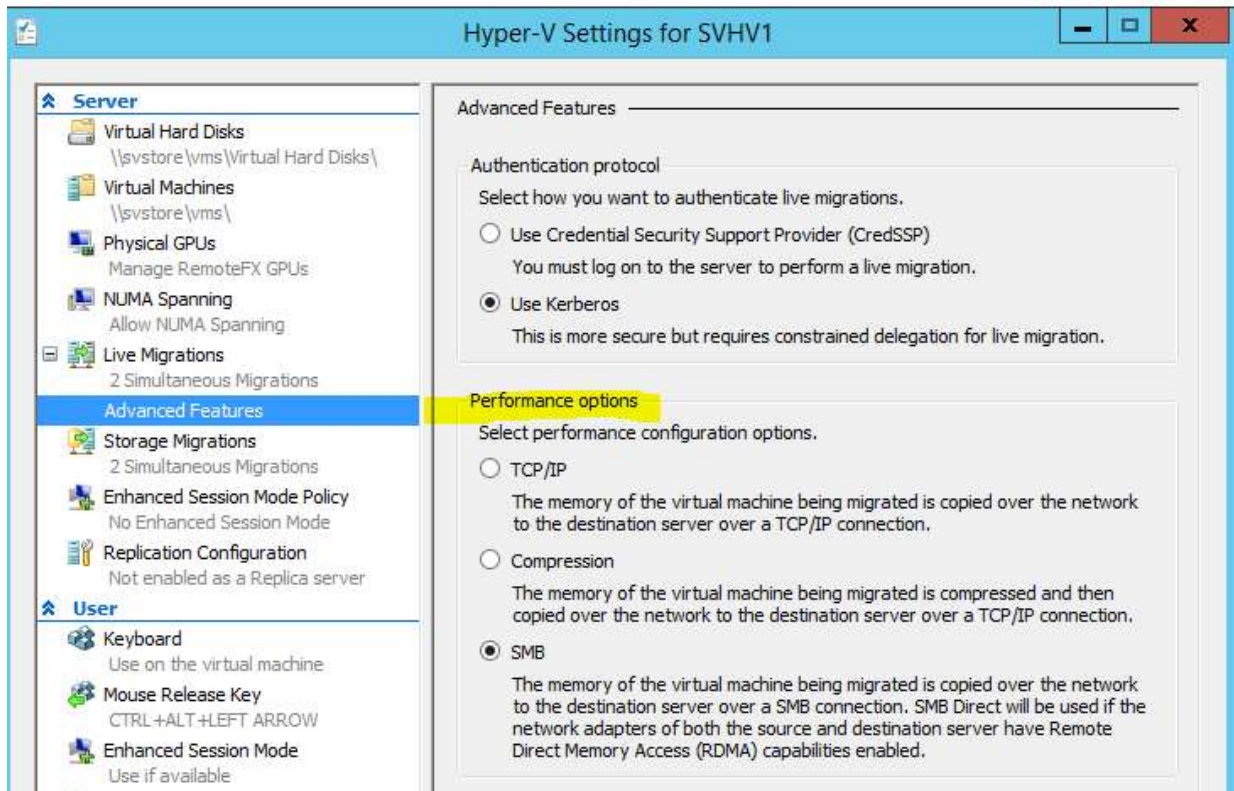 Hyper-V Settings for SVHV1
Server
Virtual Hard Disks
\\svstore\vms\Virtual Hard Disks\
Virtual Machines
\\svstore\vms\
Physical GPUs
Manage RemoteFX GPUs
NUMA Spanning
Allow NUMA Spanning
Live Migrations
2 Simultaneous Migrations
Advanced Features
Storage Migrations
2 Simultaneous Migrations
Enhanced Session Mode Policy
No Enhanced Session Mode
Replication Configuration
Not enabled as a Replica server
User
Keyboard
Use on the virtual machine
Mouse Release Key
CTRL+ALT+LEFT ARROW
Enhanced Session Mode
Use if available
Advanced Features
Authentication protocol
Select how you want to authenticate live migrations.
Use Credential Security Support Provider (CredSSP)
You must log on to the server to perform a live migration.
Use Kerberos
This is more secure but requires constrained delegation for live migration.
Performance options
Select performance configuration options.
TCP/IP
The memory of the virtual machine being migrated is copied over the network
to the destination server over a TCP/IP connection.
Compression
The memory of the virtual machine being migrated is compressed and then
copied over the network to the destination server over a TCP/IP connection.
SMB
The memory of the virtual machine being migrated is copied over the network
to the destination server over a SMB connection. SMB Direct will be used if the
network adapters of both the source and destination server have Remote
Direct Memory Access (RDMA) capabilities enabled.